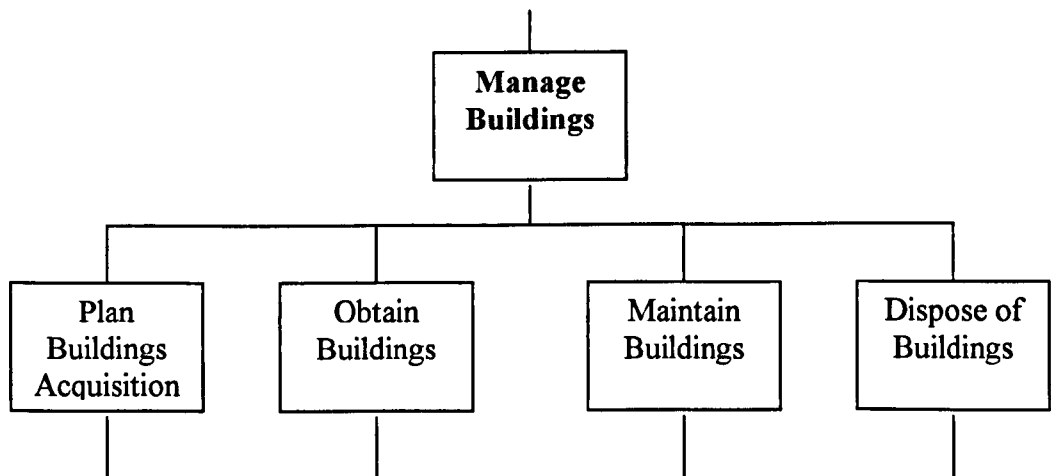 Manage
Buildings
Plan
Buildings
Acquisition
Obtain
Buildings
Maintain
Buildings
Dispose of
Buildings